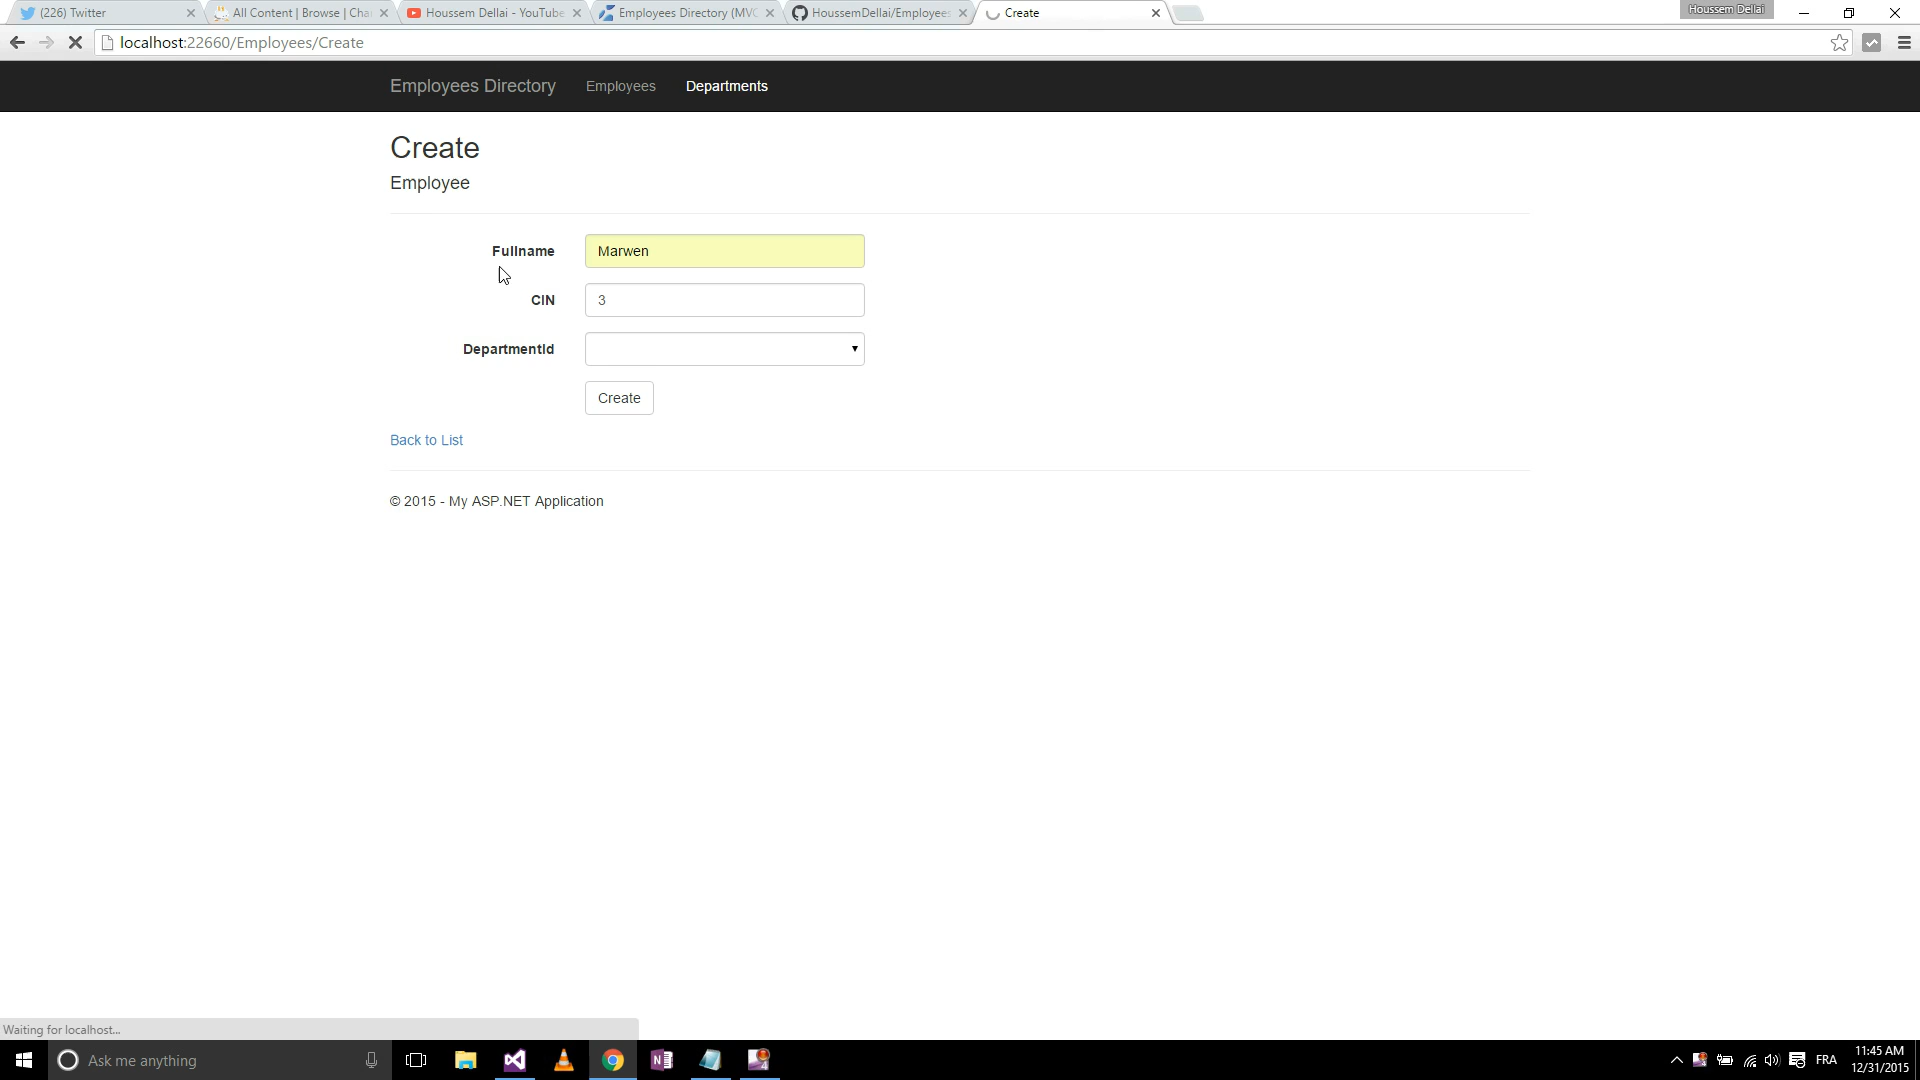 (226) Twitter
All Content | Browse | Cha
Houssem Dellai - YouTube
Employees Directory (MVC
HoussemDellai/Employees
Create
Houssem Dellai
localhost:22660/Employees/Create
Employees Directory
Employees
Departments
Create
Employee
Fullname
Marwen
CIN
3
DepartmentId
Create
Back to List
© 2015 - My ASP.NET Application
Waiting for localhost...
Ask me anything
FRA
11:45 AM
12/31/2015